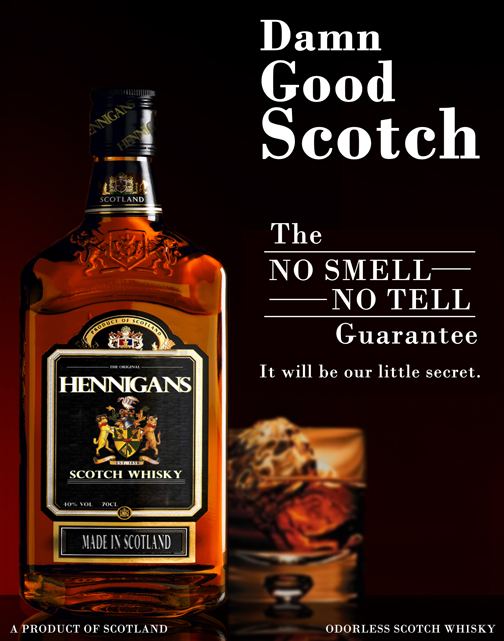 Damn
Good
Scotch
The
NO SMELL—
—NO TELL
Guarantee
It will be our little secret.
HENNIGANS
SCOTLAND
PRODUCT OF SCOTLAND
THE ORIGINAL
HENNIGANS
SCOTCH WHISKY
40% VOL 70CL
MADE IN SCOTLAND
A PRODUCT OF SCOTLAND
ODORLESS SCOTCH WHISKY